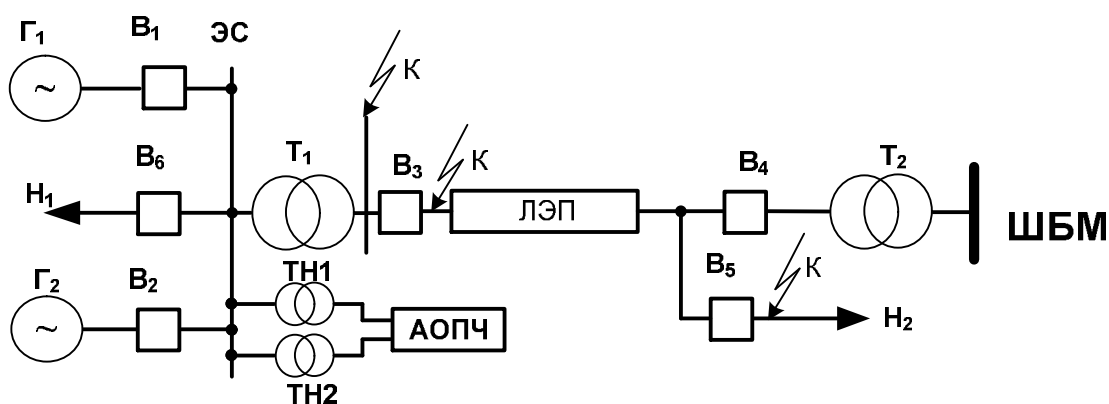 Г1 В1 ЭС К
~
В6 Т1 В3 К В4 Т2
Н1 ЛЭП ШБМ
Г2 В2 ТН1 В5 К
~ АОПЧ Н2
ТН2